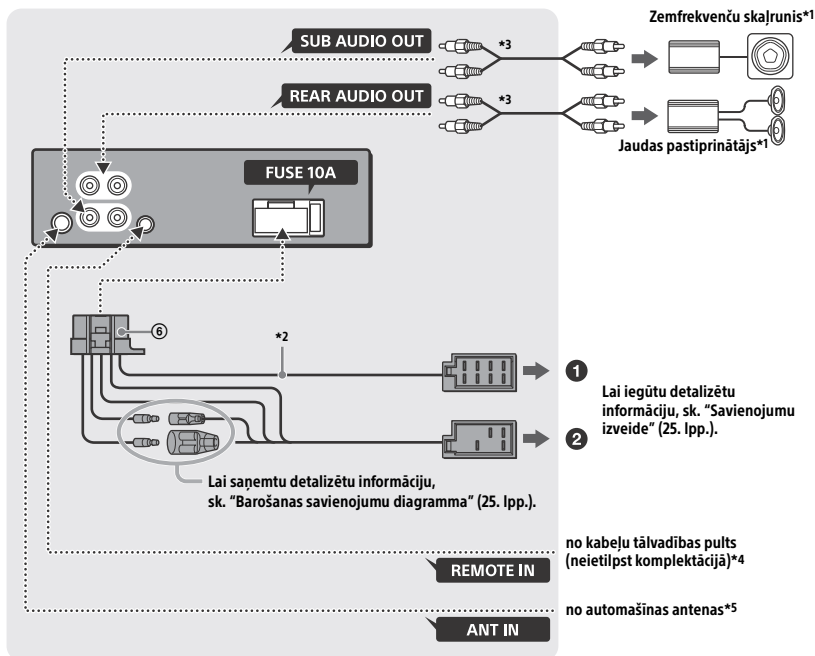 Zemfrekvenču skaļrunis*1
SUB AUDIO OUT
*3
REAR AUDIO OUT
*3
Jaudas pastiprinātājs*1
FUSE 10A
⑥
*2
❶
Lai iegūtu detalizētu
informāciju, sk. “Savienojumu
izveide” (25. lpp.).
❷
Lai saņemtu detalizētu informāciju,
sk. “Barošanas savienojumu diagramma” (25. lpp.).
no kabeļu tālvadības pults
(neietilpst komplektācijā)*4
REMOTE IN
no automašīnas antenas*5
ANT IN